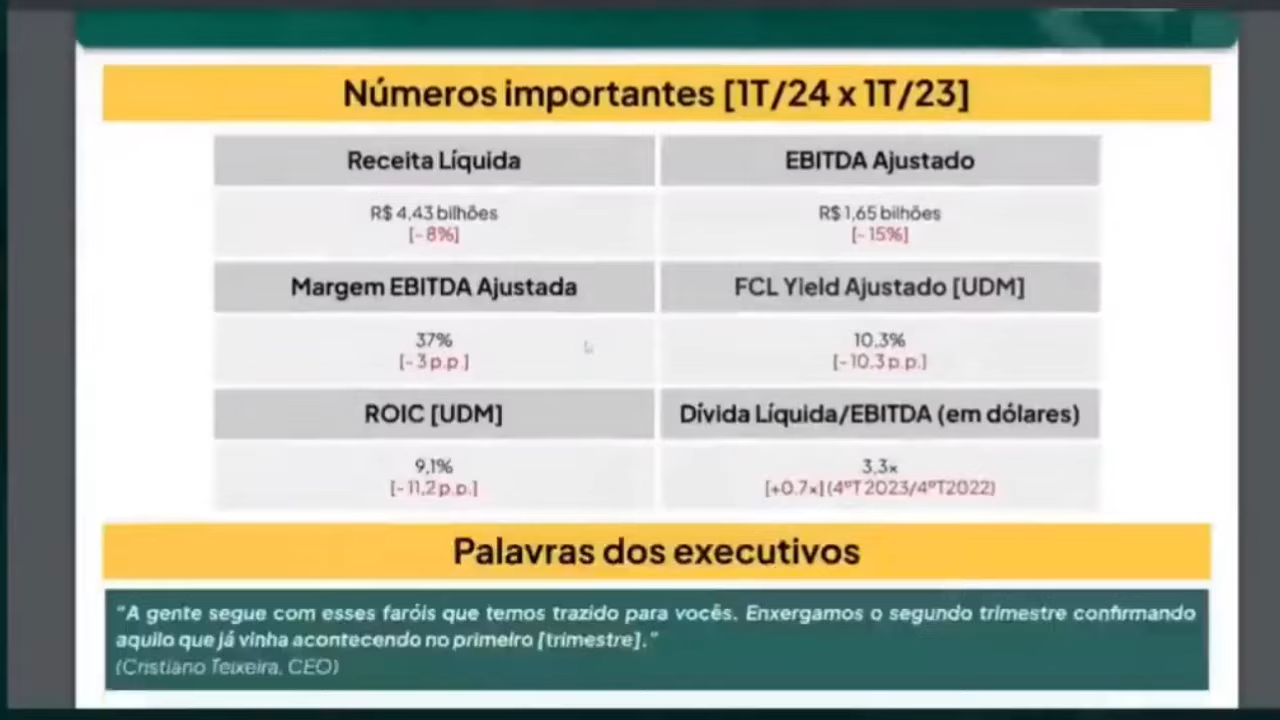 Números importantes [1T/24 x 1T/23]
Receita Líquida
EBITDA Ajustado
R$ 4,43 bilhões
[- 8%]
R$ 1,65 bilhões
[- 15%]
Margem EBITDA Ajustada
FCL Yield Ajustado [UDM]
37%
[- 3 p.p.]
10,3%
[- 10,3 p.p.]
ROIC [UDM]
Dívida Líquida/EBITDA (em dólares)
9,1%
[- 11,2 p.p.]
3,3x
[+0,7x] (4ºT 2023/4ºT2022)
Palavras dos executivos
"A gente segue com esses faróis que temos trazido para vocês. Enxergamos o segundo trimestre confirmando
aquilo que já vinha acontecendo no primeiro [trimestre]."
(Cristiano Teixeira, CEO)